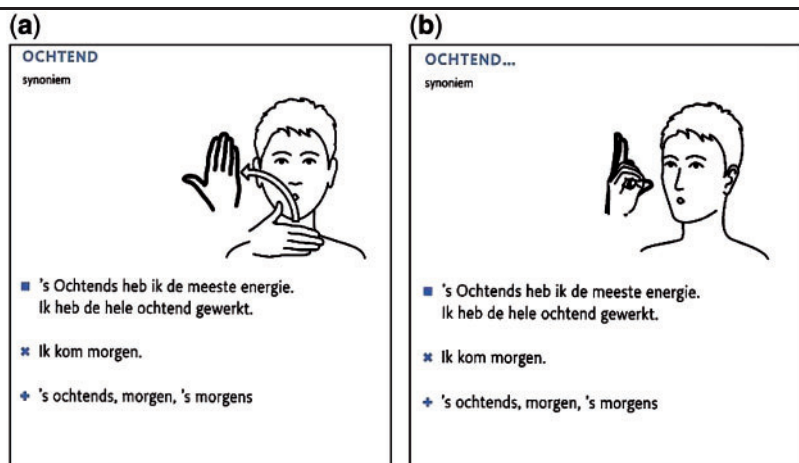 (a)
OCHTEND
synoniem
■ 's Ochtends heb ik de meeste energie.
Ik heb de hele ochtend gewerkt.
✖ Ik kom morgen.
✚ 's ochtends, morgen, 's morgens
(b)
OCHTEND...
synoniem
■ 's Ochtends heb ik de meeste energie.
Ik heb de hele ochtend gewerkt.
✖ Ik kom morgen.
✚ 's ochtends, morgen, 's morgens